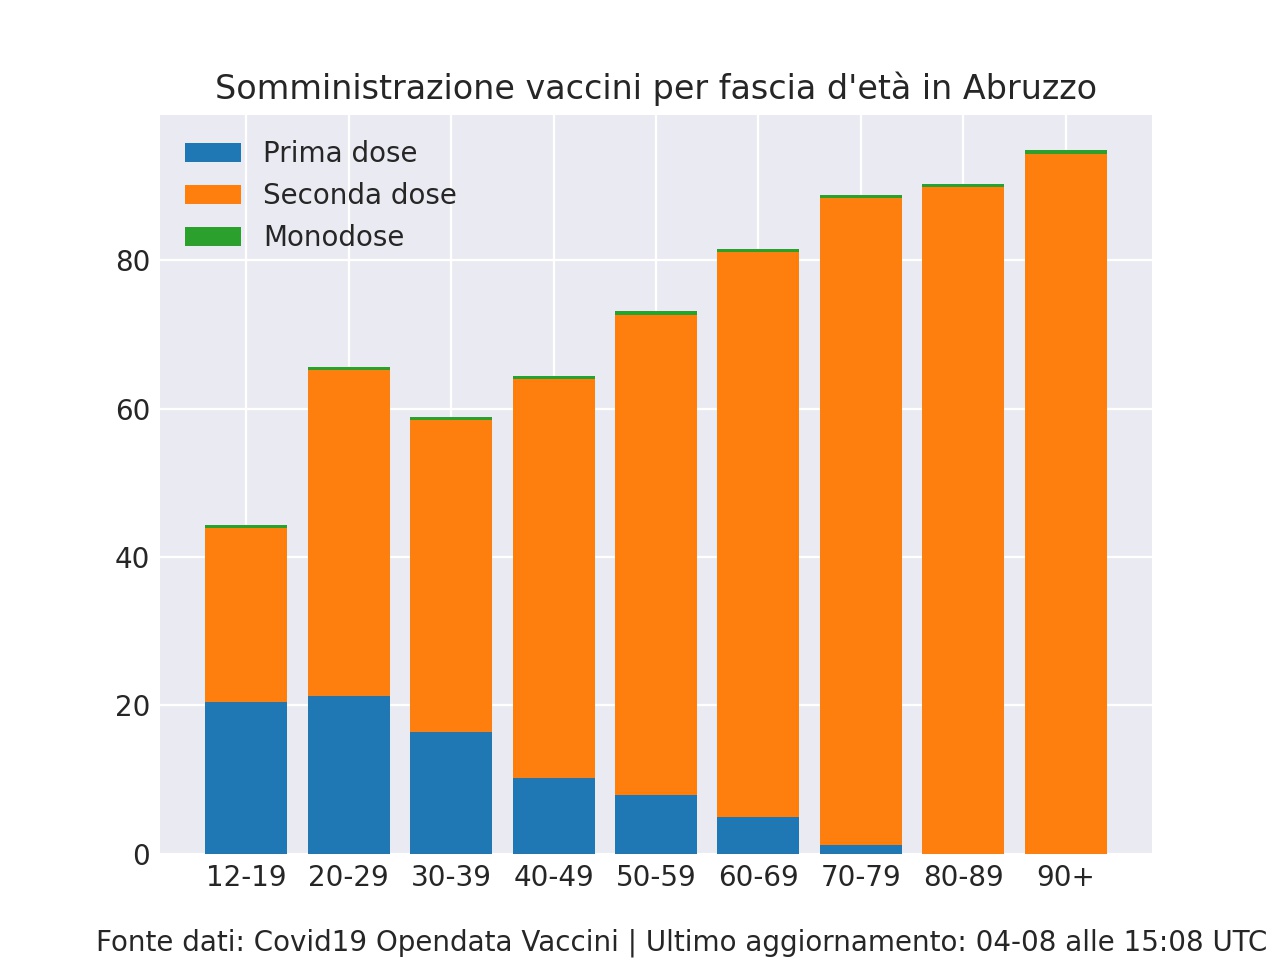 Somministrazione vaccini per fascia d'età in Abruzzo
Prima dose
Seconda dose
Monodose
80
60
40
20
0
12-19 20-29 30-39 40-49 50-59 60-69 70-79 80-89 90+
Fonte dati: Covid19 Opendata Vaccini | Ultimo aggiornamento: 04-08 alle 15:08 UTC